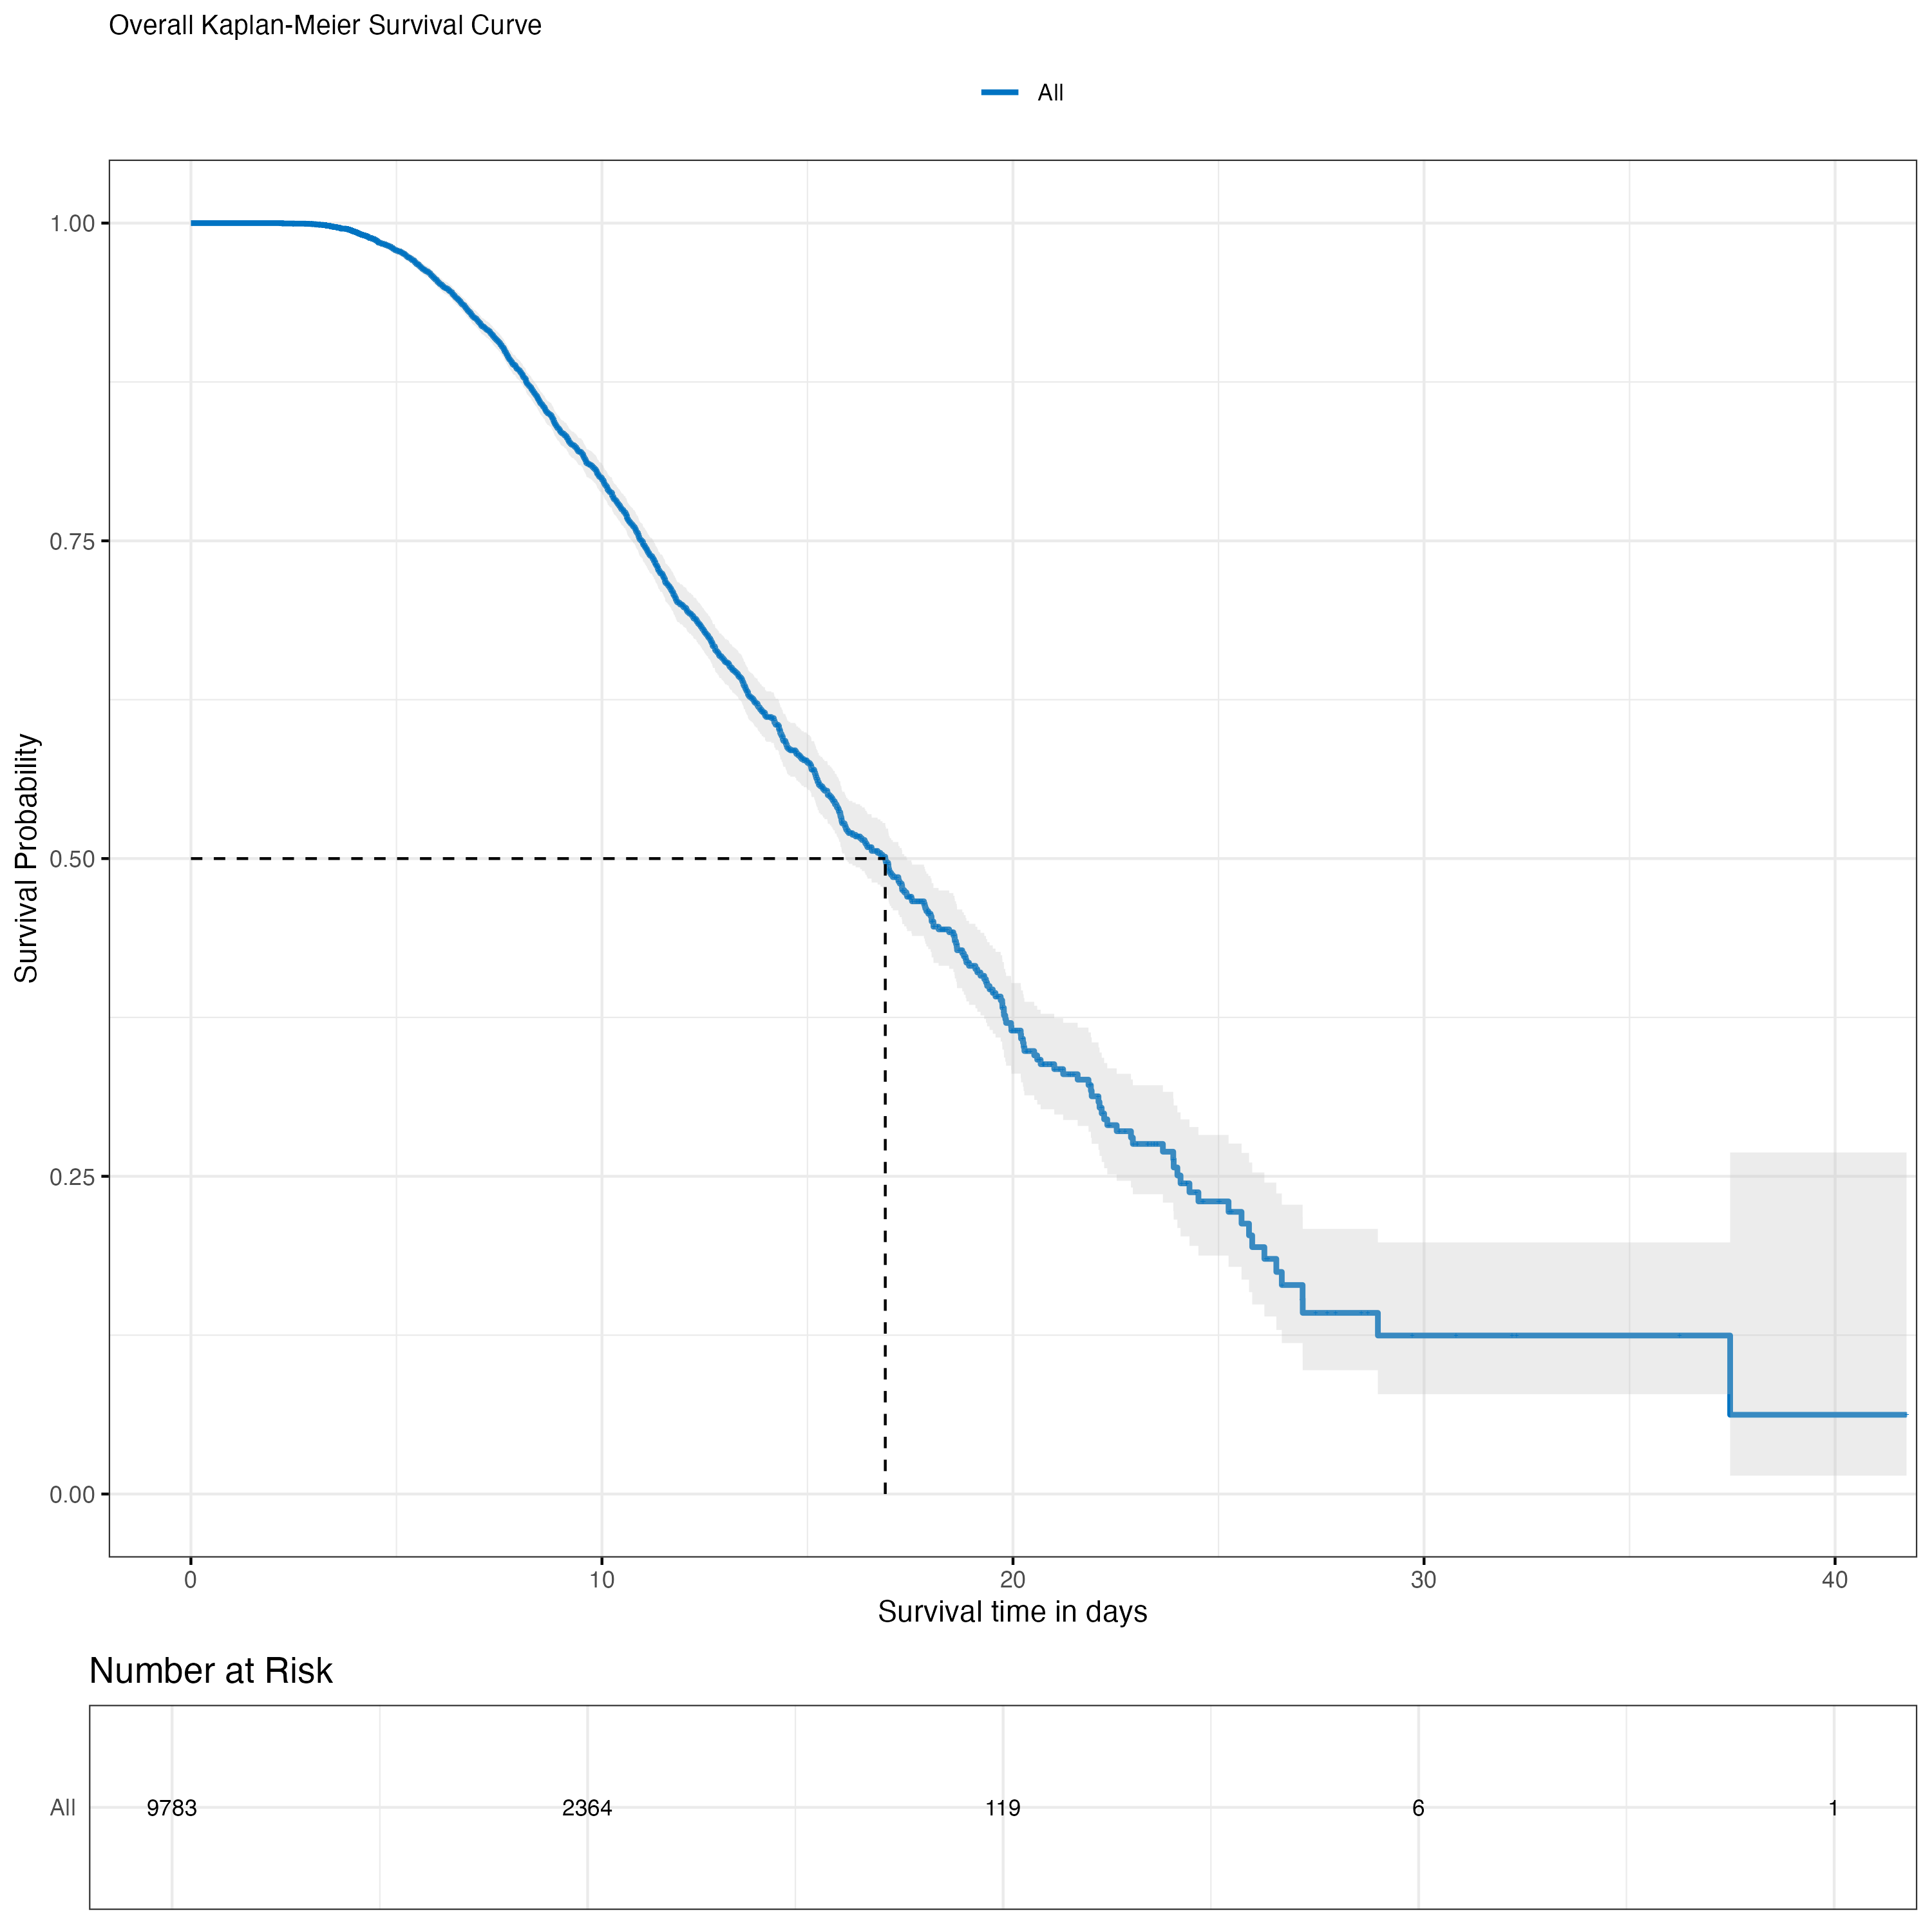 Overall Kaplan-Meier Survival Curve
All
1.00
0.75
0.50
0.25
0.00
Survival Probability
0 10 20 30 40
Survival time in days
Number at Risk
All 9783 2364 119 6 1